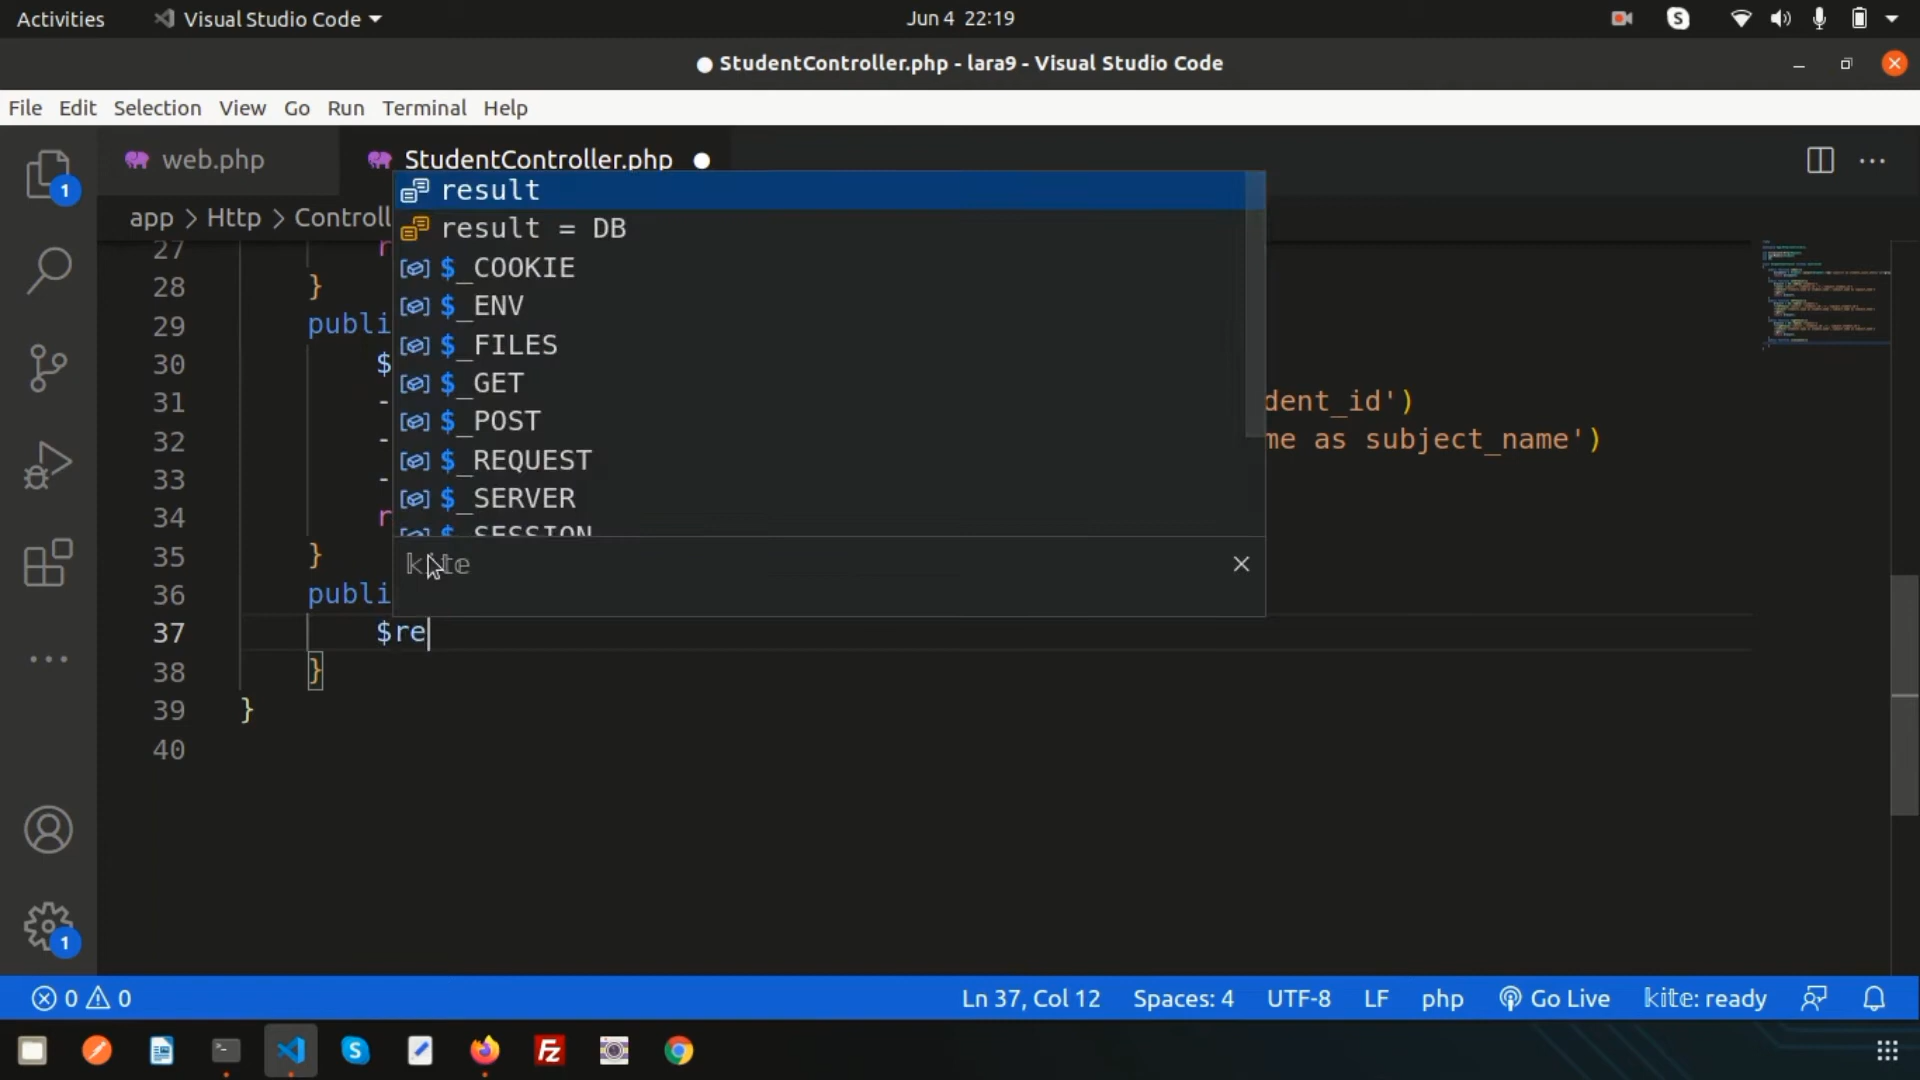 Activities
Visual Studio Code
Jun 4 22:19
● StudentController.php - lara9 - Visual Studio Code
File Edit Selection View Go Run Terminal Help
web.php
StudentController.php
app > Http > Controll
result
result = DB
$_COOKIE
$_ENV
$_FILES
$_GET
$_POST
$_REQUEST
$_SERVER
$_SESSION
kite
27 r
28 }
29 publi
30 $
31 - dent_id')
32 - me as subject_name')
33 -
34 r
35 }
36 publi
37 $re
38 }
39 }
40
1
1
0 0
Ln 37, Col 12 Spaces: 4 UTF-8 LF php Go Live kite: ready